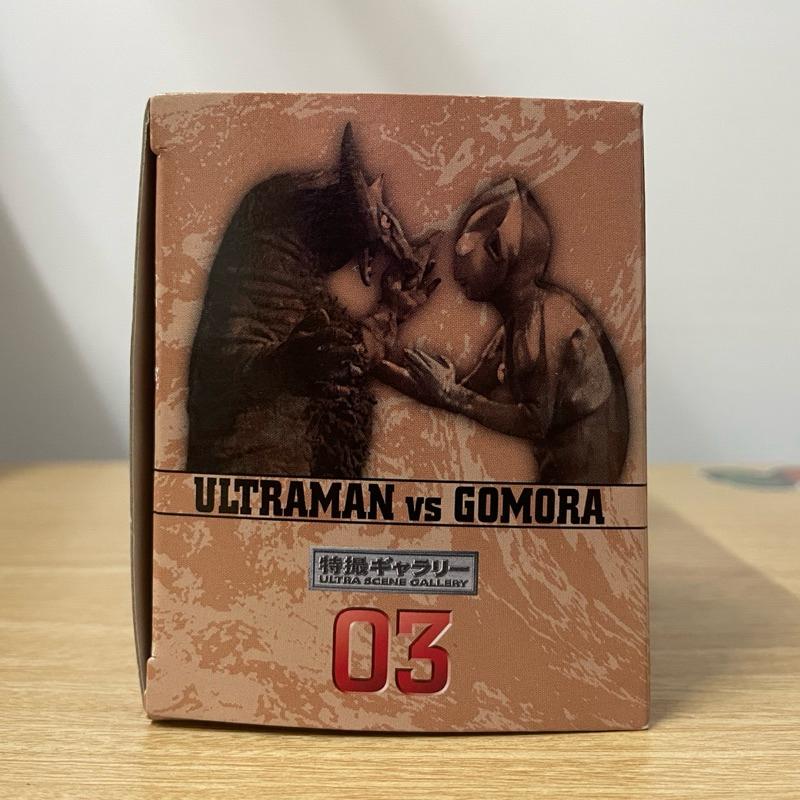 ULTRAMAN vs GOMORA
特撮ギャラリー
ULTRA SCENE GALLERY
03